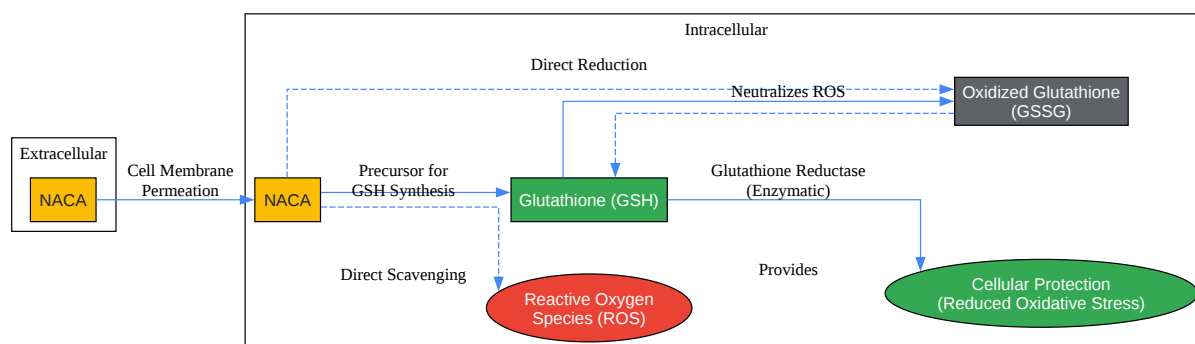 Intracellular
Direct Reduction
Neutralizes ROS
Oxidized Glutathione
(GSSG)
Extracellular
NACA
Cell Membrane
Permeation
NACA
Precursor for
GSH Synthesis
Glutathione (GSH)
Glutathione Reductase
(Enzymatic)
Direct Scavenging
Reactive Oxygen
Species (ROS)
Provides
Cellular Protection
(Reduced Oxidative Stress)